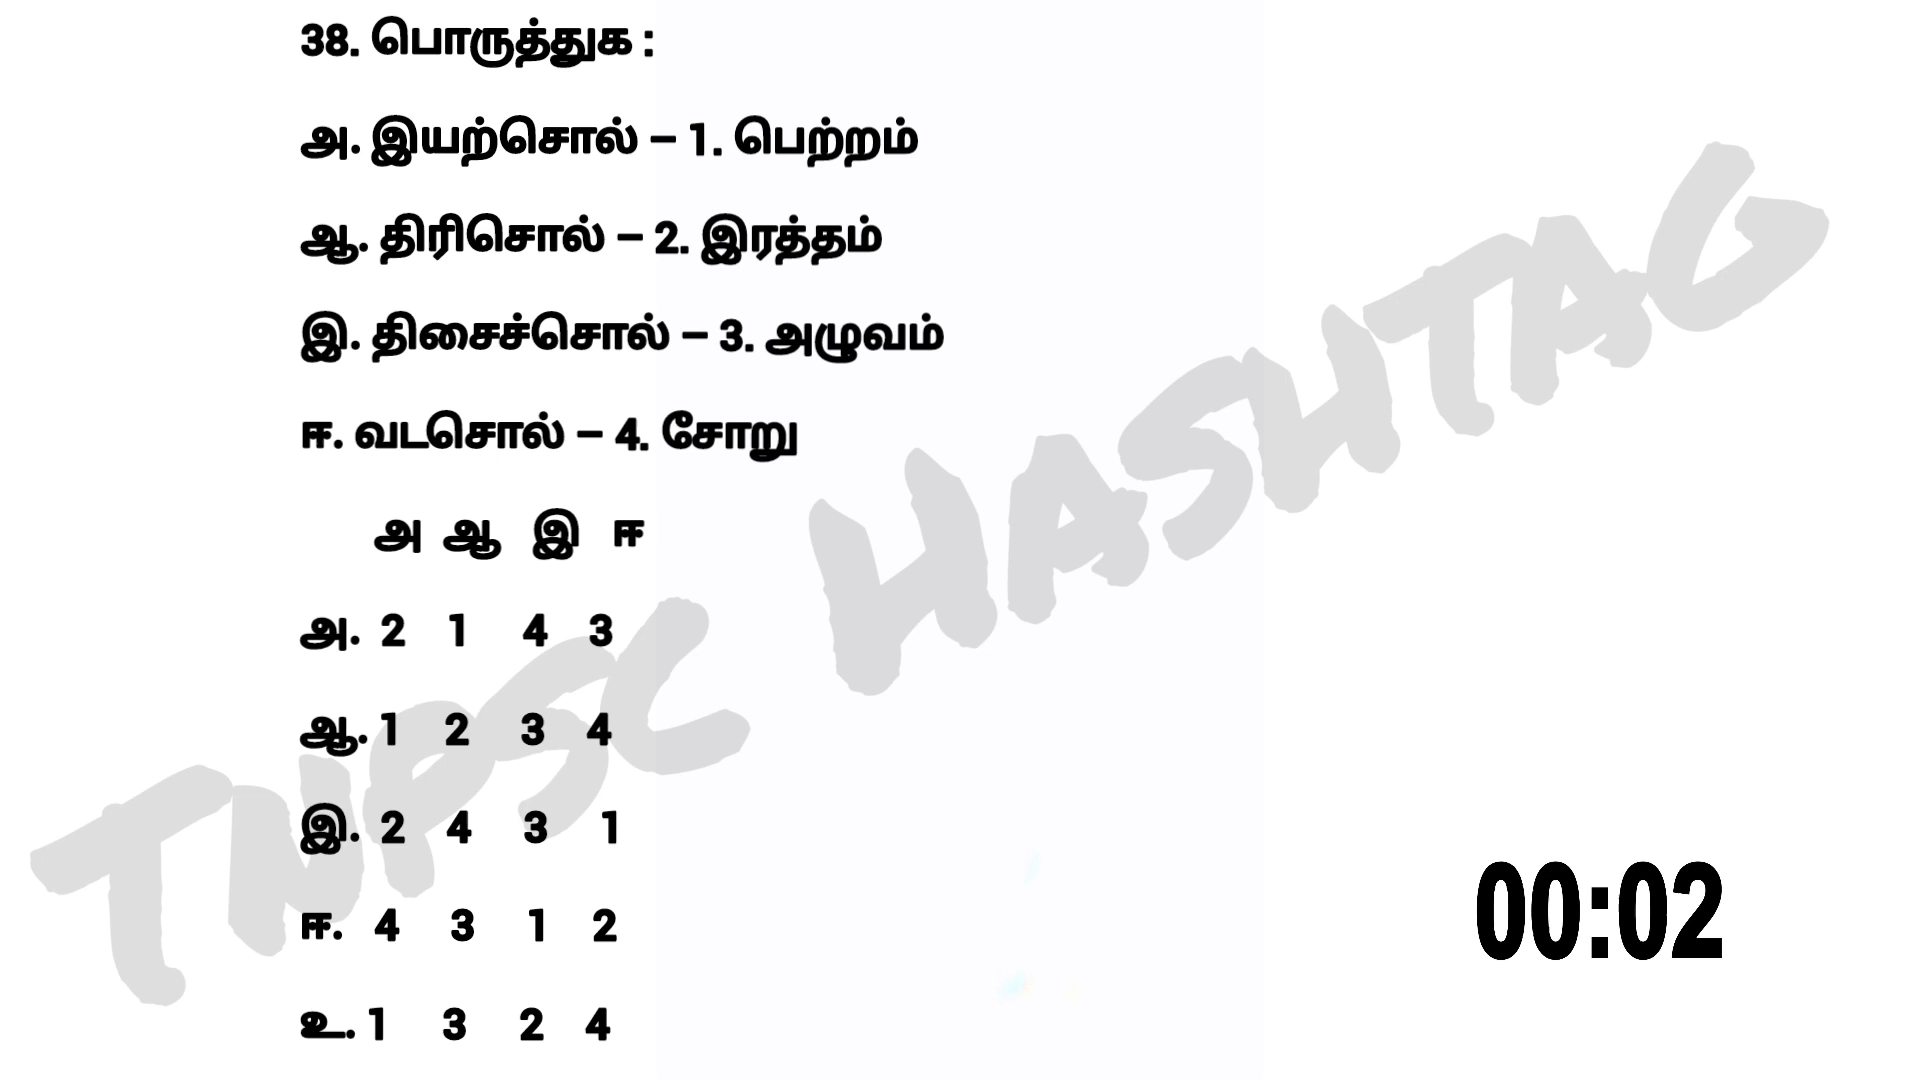 38. பொருத்துக :
அ. இயற்சொல் – 1. பெற்றம்
ஆ. திரிசொல் – 2. இரத்தம்
இ. திசைச்சொல் – 3. அழுவம்
ஈ. வடசொல் – 4. சோறு
அ ஆ இ ஈ
அ. 2 1 4 3
ஆ. 1 2 3 4
இ. 2 4 3 1
ஈ. 4 3 1 2
உ. 1 3 2 4
TNPSC HASHTAG
00:02